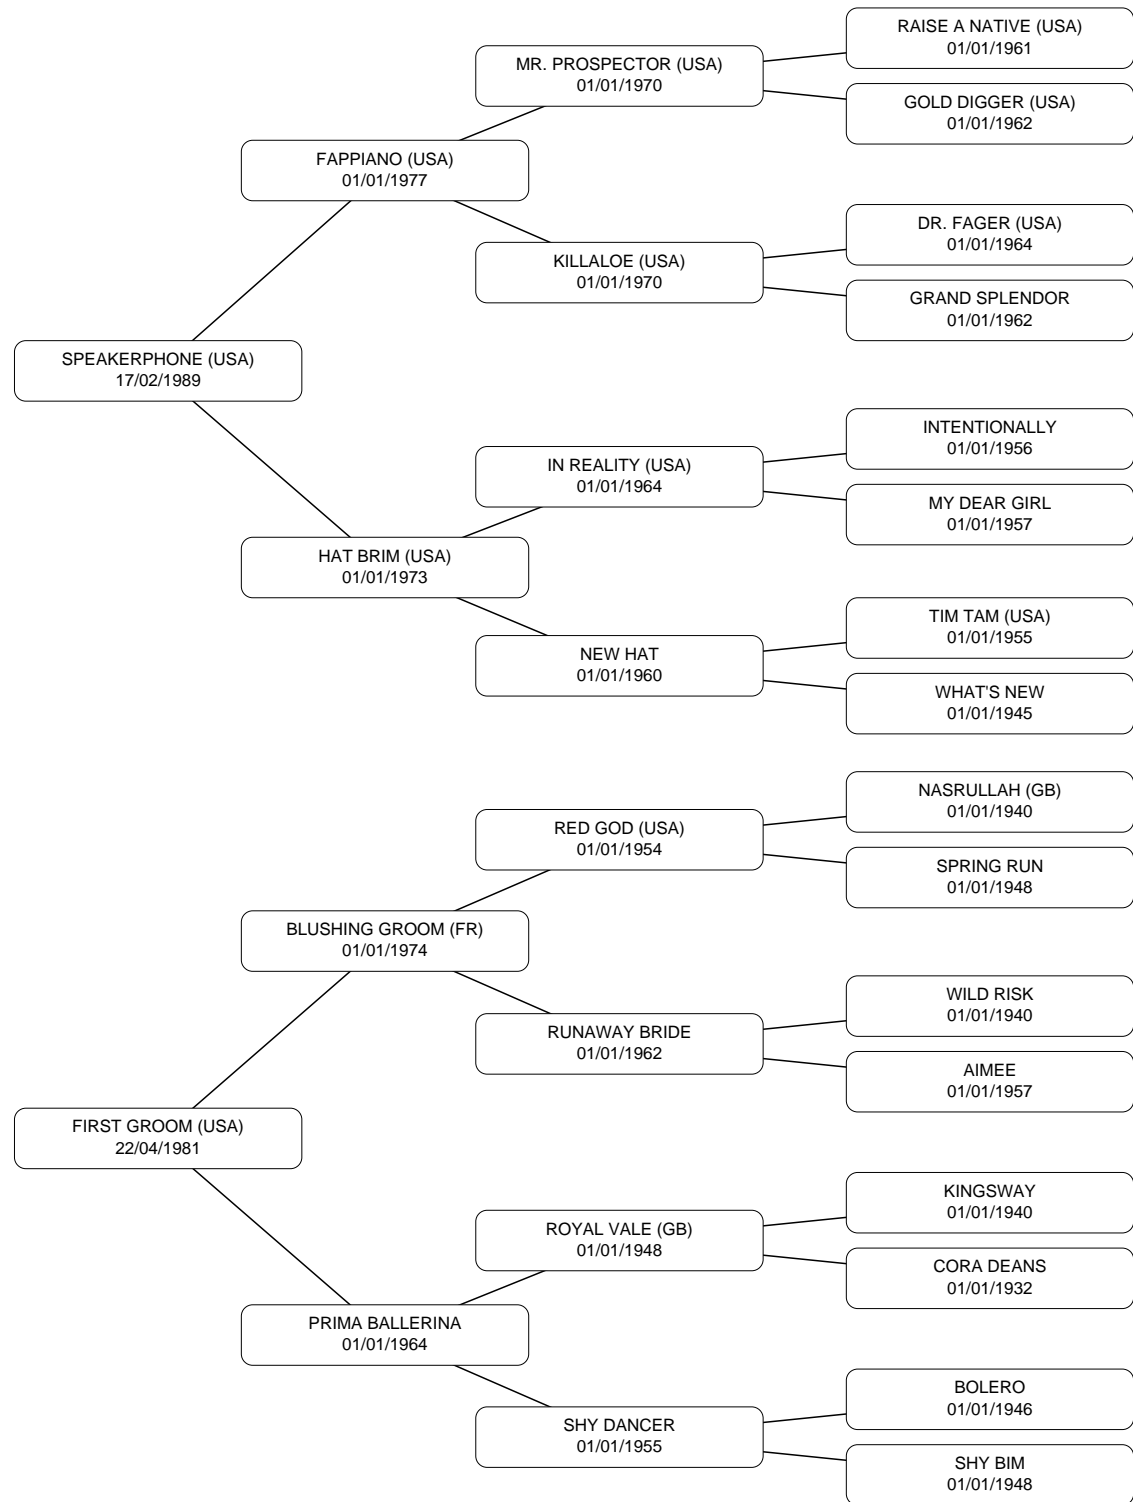 RAISE A NATIVE (USA)
01/01/1961
MR. PROSPECTOR (USA)
01/01/1970
GOLD DIGGER (USA)
01/01/1962
FAPPIANO (USA)
01/01/1977
DR. FAGER (USA)
01/01/1964
KILLALOE (USA)
01/01/1970
GRAND SPLENDOR
01/01/1962
SPEAKERPHONE (USA)
17/02/1989
INTENTIONALLY
01/01/1956
IN REALITY (USA)
01/01/1964
MY DEAR GIRL
01/01/1957
HAT BRIM (USA)
01/01/1973
TIM TAM (USA)
01/01/1955
NEW HAT
01/01/1960
WHAT'S NEW
01/01/1945
NASRULLAH (GB)
01/01/1940
RED GOD (USA)
01/01/1954
SPRING RUN
01/01/1948
BLUSHING GROOM (FR)
01/01/1974
WILD RISK
01/01/1940
RUNAWAY BRIDE
01/01/1962
AIMEE
01/01/1957
FIRST GROOM (USA)
22/04/1981
KINGSWAY
01/01/1940
ROYAL VALE (GB)
01/01/1948
CORA DEANS
01/01/1932
PRIMA BALLERINA
01/01/1964
BOLERO
01/01/1946
SHY DANCER
01/01/1955
SHY BIM
01/01/1948